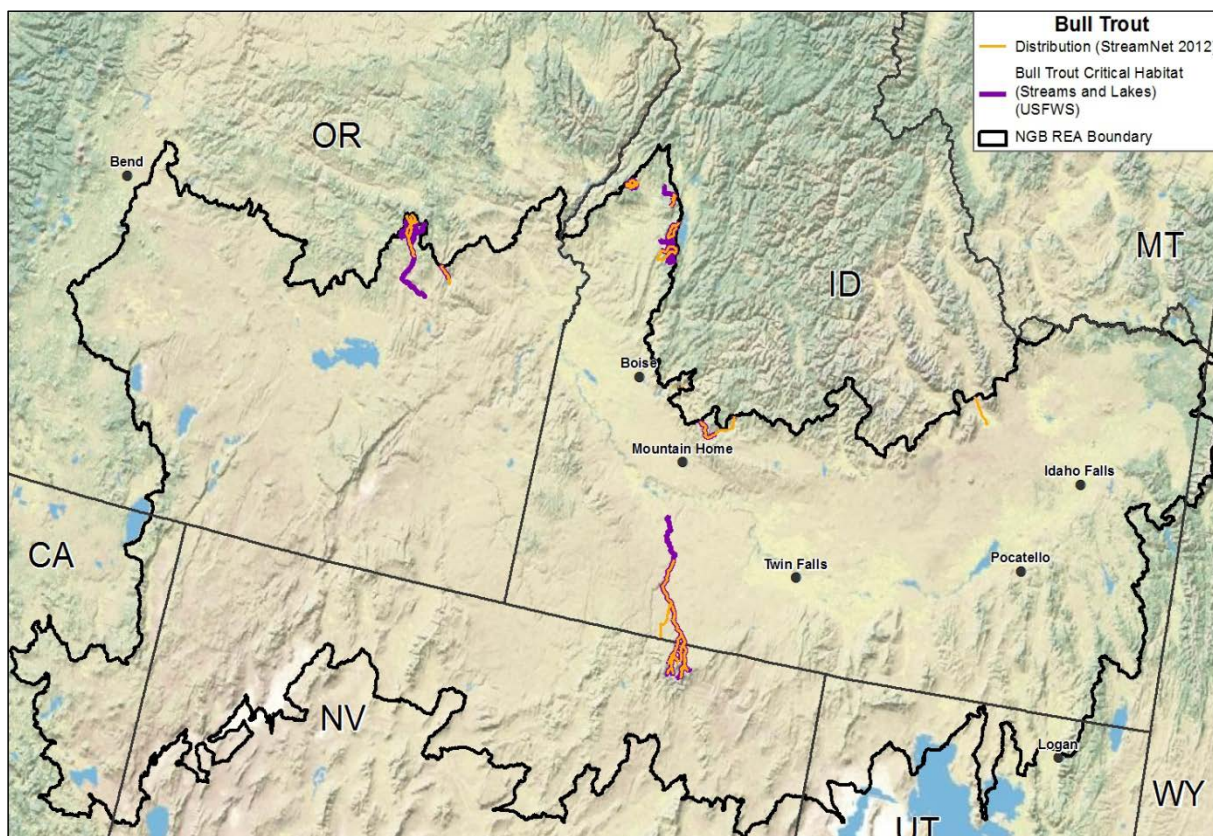 Bull Trout
Distribution (StreamNet 2012)
Bull Trout Critical Habitat
(Streams and Lakes)
(USFWS)
NGB REA Boundary
OR
Bend
MT
ID
Boise
Mountain Home
Idaho Falls
CA
Twin Falls
Pocatello
NV
Logan
WY
UT